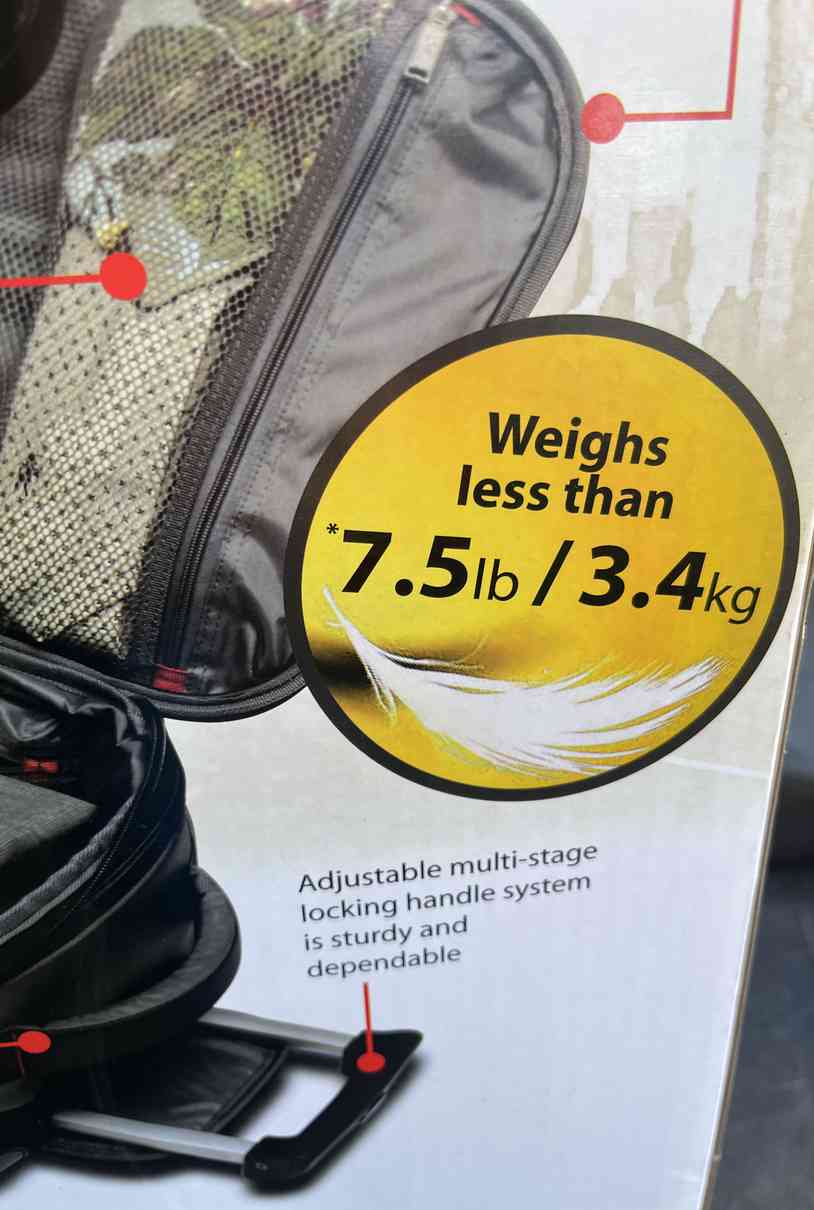 Weighs
less than
*7.5lb / 3.4kg
Adjustable multi-stage
locking handle system
is sturdy and
dependable